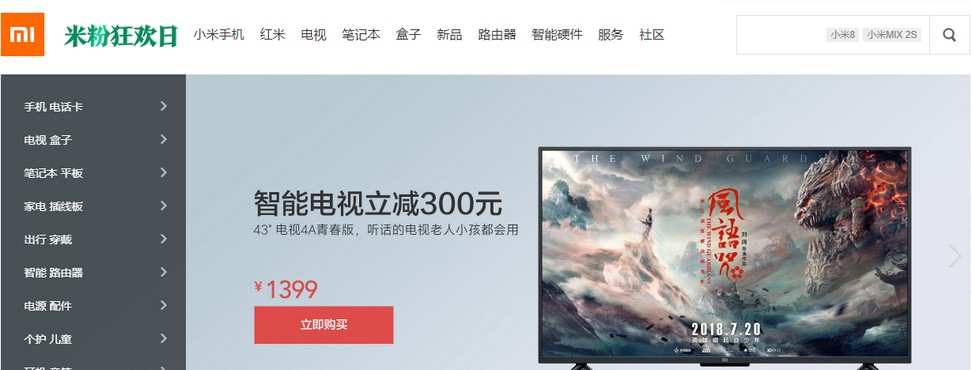 mi
米粉狂欢日
小米手机 红米 电视 笔记本 盒子 新品 路由器 智能硬件 服务 社区
小米8 小米MIX 2S
手机 电话卡
电视 盒子
笔记本 平板
家电 插线板
出行 穿戴
智能 路由器
电源 配件
个护 儿童
智能电视立减300元
43" 电视4A青春版，听话的电视老人小孩都会用
¥1399
立即购买
THE WIND GUARD
風語咒
THE WIND GUARDIANS
2018.7.20
mi